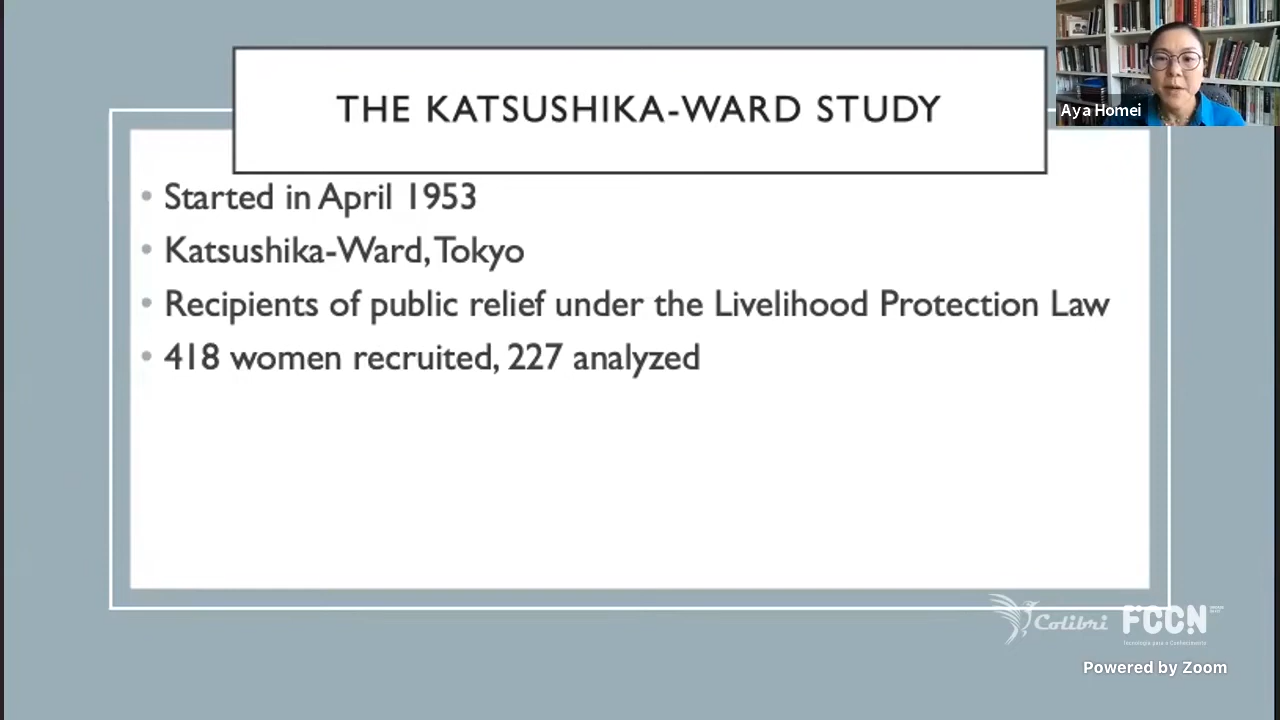 THE KATSUSHIKA-WARD STUDY
Aya Homei
• Started in April 1953
• Katsushika-Ward, Tokyo
• Recipients of public relief under the Livelihood Protection Law
• 418 women recruited, 227 analyzed
Colibri FCCN
Powered by Zoom